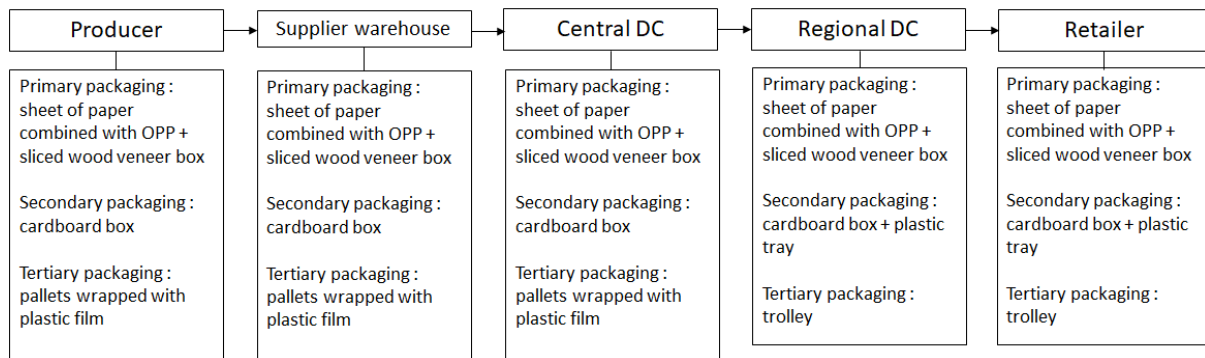 Producer
Supplier warehouse
Central DC
Regional DC
Retailer
Primary packaging :
sheet of paper
combined with OPP +
sliced wood veneer box
Secondary packaging :
cardboard box
Tertiary packaging :
pallets wrapped with
plastic film
Primary packaging :
sheet of paper
combined with OPP +
sliced wood veneer box
Secondary packaging :
cardboard box
Tertiary packaging :
pallets wrapped with
plastic film
Primary packaging :
sheet of paper
combined with OPP +
sliced wood veneer box
Secondary packaging :
cardboard box
Tertiary packaging :
pallets wrapped with
plastic film
Primary packaging :
sheet of paper
combined with OPP +
sliced wood veneer box
Secondary packaging :
cardboard box + plastic
tray
Tertiary packaging :
trolley
Primary packaging :
sheet of paper
combined with OPP +
sliced wood veneer box
Secondary packaging :
cardboard box + plastic
tray
Tertiary packaging :
trolley